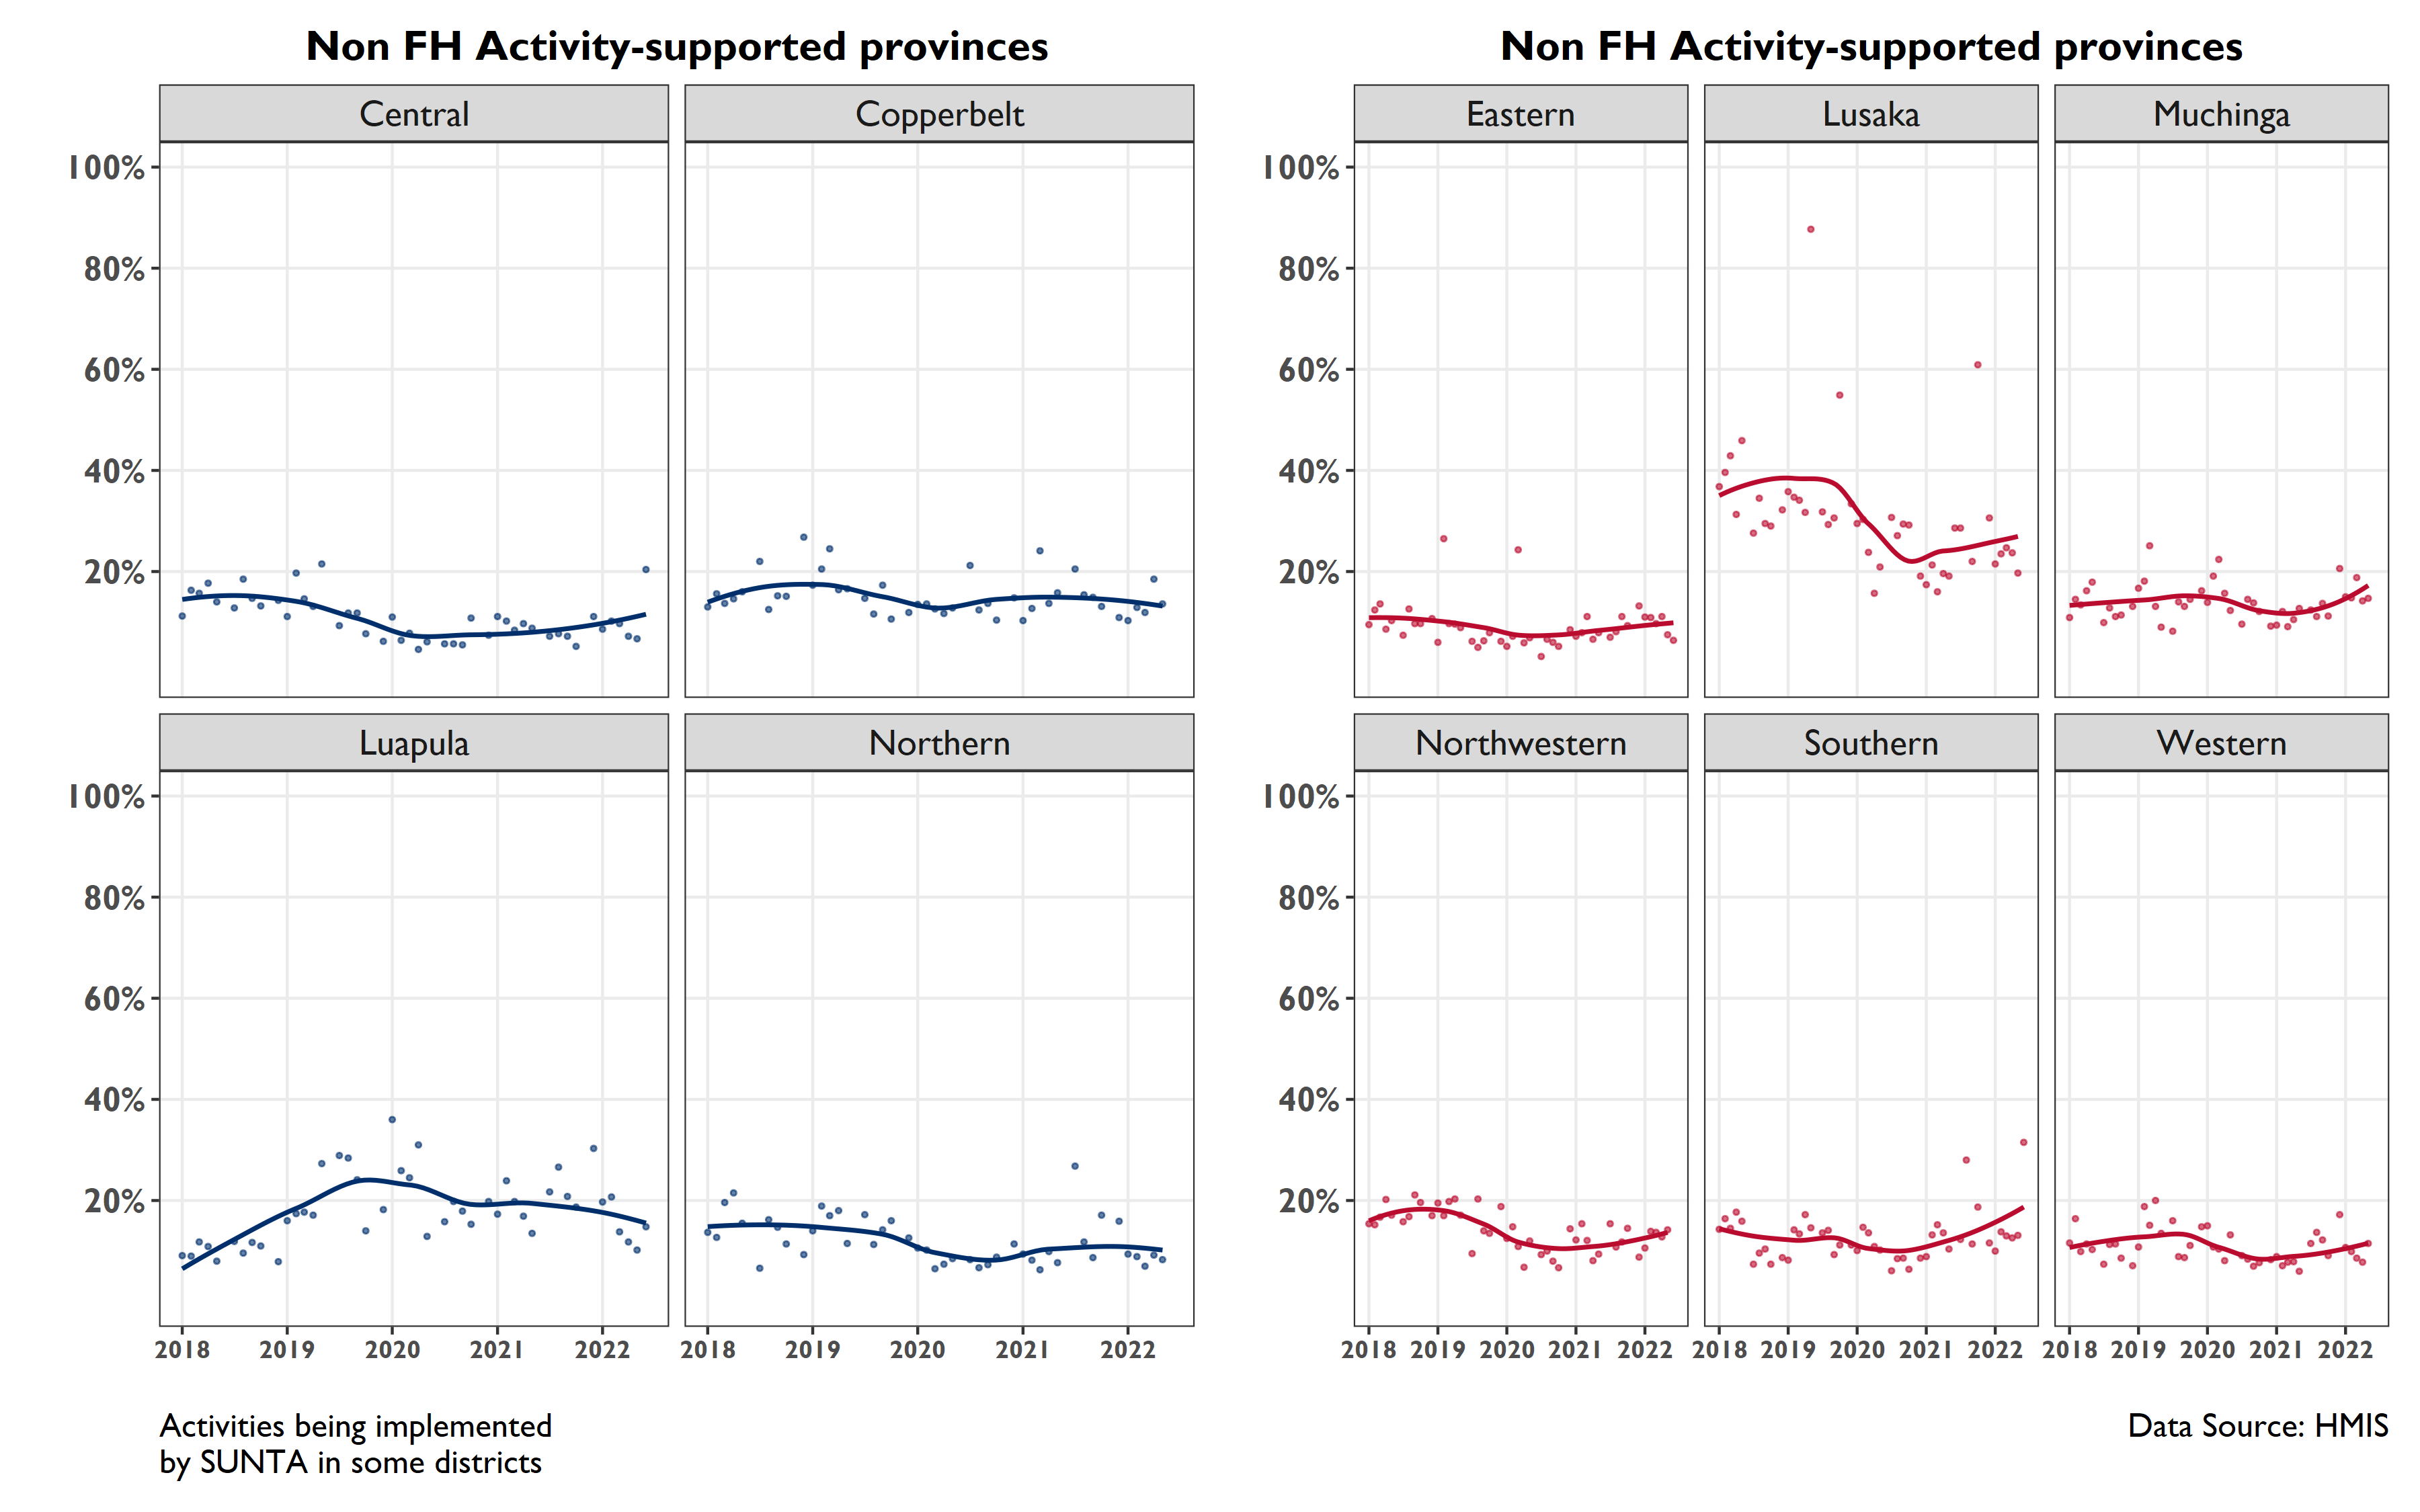 Non FH Activity-supported provinces
Central Copperbelt
100%
80%
60%
40%
20%
Luapula Northern
100%
80%
60%
40%
20%
2018 2019 2020 2021 2022 2018 2019 2020 2021 2022
Activities being implemented
by SUNTA in some districts
Non FH Activity-supported provinces
Eastern Lusaka Muchinga
100%
80%
60%
40%
20%
Northwestern Southern Western
100%
80%
60%
40%
20%
2018 2019 2020 2021 2022 2018 2019 2020 2021 2022 2018 2019 2020 2021 2022
Data Source: HMIS